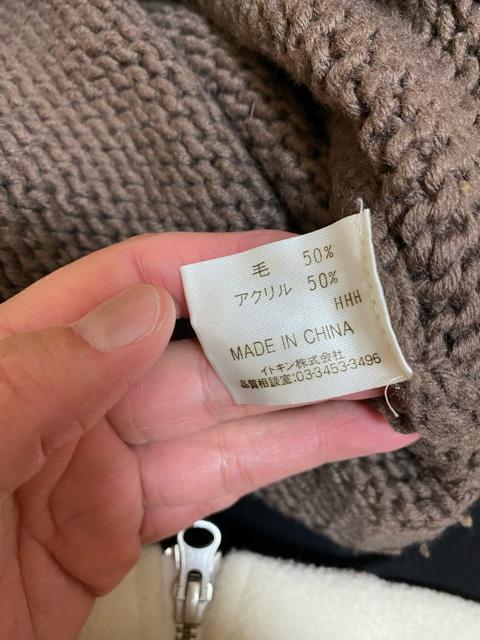 毛 50%
アクリル 50%
HHH
MADE IN CHINA
イトキン株式会社
品質相談室:03-3453-3496